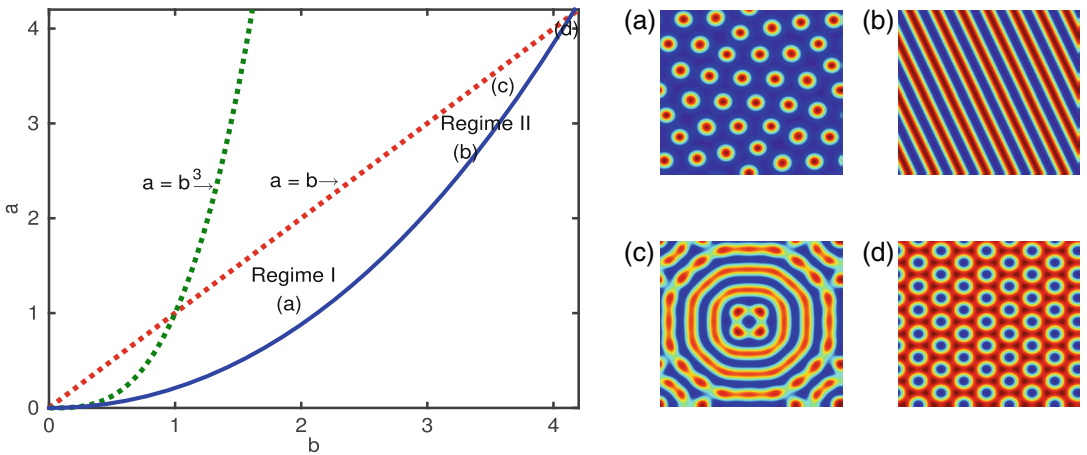 4
3
2
1
0
a
0
1
2
3
4
b
a = b³→
a = b→
Regime I
(a)
Regime II
(b)
(c)
(d)
(a)
(b)
(c)
(d)